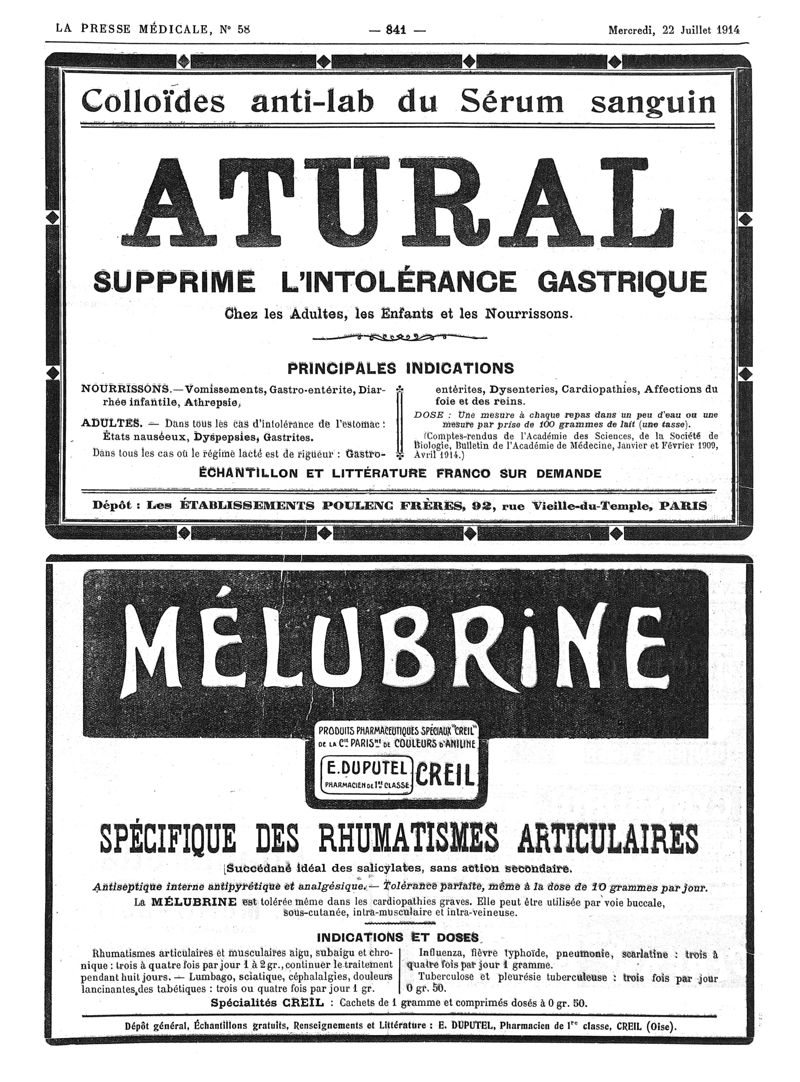 LA PRESSE MÉDICALE, N° 58
— 841 —
Mercredi, 22 Juillet 1914
Colloïdes anti-lab du Sérum sanguin
ATURAL
SUPPRIME L'INTOLÉRANCE GASTRIQUE
Chez les Adultes, les Enfants et les Nourrissons.
PRINCIPALES INDICATIONS
NOURRISSONS.—Vomissements, Gastro-entérite, Diar-
rhée infantile, Athrepsie,
ADULTES. — Dans tous les cas d'intolérance de l'estomac :
États nauséeux, Dyspepsies, Gastrites.
Dans tous les cas où le régime lacté est de rigueur : Gastro-
entérites, Dysenteries, Cardiopathies, Affections du
foie et des reins.
DOSE : Une mesure à chaque repas dans un peu d'eau ou une
mesure par prise de 100 grammes de lait (une tasse).
(Comptes-rendus de l'Académie des Sciences, de la Société de
Biologie, Bulletin de l'Académie de Médecine, Janvier et Février 1909,
Avril 1914.)
ÉCHANTILLON ET LITTÉRATURE FRANCO SUR DEMANDE
Dépôt : Les ÉTABLISSEMENTS POULENC FRÈRES, 92, rue Vieille-du-Temple, PARIS
MÉLUBRINE
PRODUITS PHARMACEUTIQUES SPÉCIAUX "CREIL"
DE LA Cie PARISne DE COULEURS D'ANILINE
E. DUPUTEL
PHARMACIEN DE 1re CLASSE
CREIL
SPÉCIFIQUE DES RHUMATISMES ARTICULAIRES
Succédané idéal des salicylates, sans action secondaire.
Antiseptique interne antipyrétique et analgésique. — Tolérance parfaite, même à la dose de 10 grammes par jour.
La MÉLUBRINE est tolérée même dans les cardiopathies graves. Elle peut être utilisée par voie buccale,
sous-cutanée, intra-musculaire et intra-veineuse.
INDICATIONS ET DOSES
Rhumatismes articulaires et musculaires aigu, subaigu et chro-
nique : trois à quatre fois par jour 1 à 2 gr., continuer le traitement
pendant huit jours. — Lumbago, sciatique, céphalalgies, douleurs
lancinantes des tabétiques : trois ou quatre fois par jour 1 gr.
Influenza, fièvre typhoïde, pneumonie, scarlatine : trois à
quatre fois par jour 1 gramme.
Tuberculose et pleurésie tuberculeuse : trois fois par jour
0 gr. 50.
Spécialités CREIL : Cachets de 1 gramme et comprimés dosés à 0 gr. 50.
Dépôt général, Échantillons gratuits, Renseignements et Littérature : E. DUPUTEL, Pharmacien de 1re classe, CREIL (Oise).